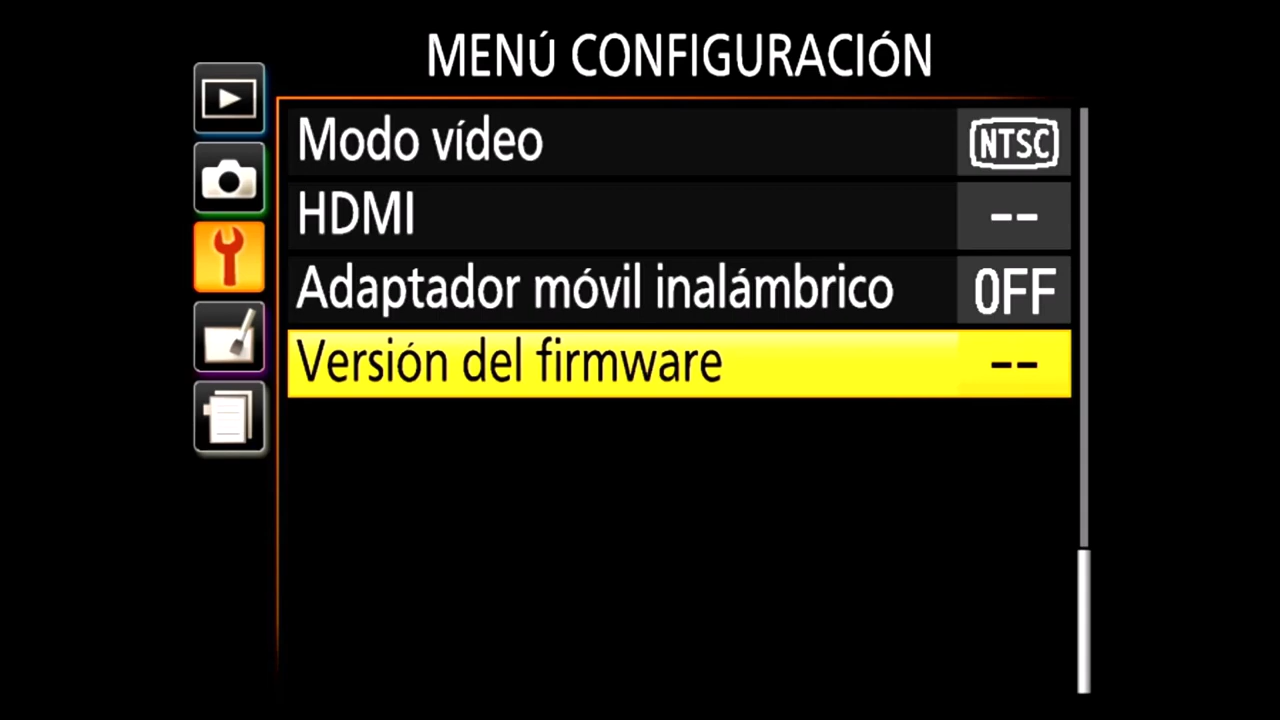 MENÚ CONFIGURACIÓN
Modo vídeo NTSC
HDMI --
Adaptador móvil inalámbrico OFF
Versión del firmware --